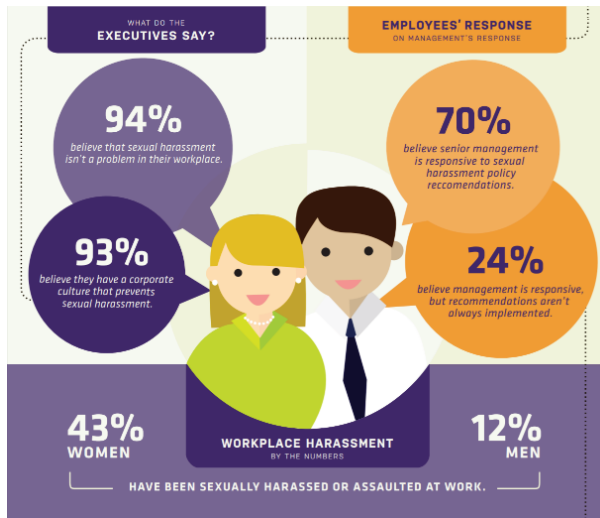 WHAT DO THE
EXECUTIVES SAY?
94%
believe that sexual harassment
isn't a problem in their workplace.
93%
believe they have a corporate
culture that prevents
sexual harassment.
EMPLOYEES' RESPONSE
ON MANAGEMENT'S RESPONSE
70%
believe senior management
is responsive to sexual
harassment policy
reccomendations.
24%
believe management is responsive,
but recommendations aren't
always implemented.
43%
WOMEN
WORKPLACE HARASSMENT
BY THE NUMBERS
12%
MEN
HAVE BEEN SEXUALLY HARASSED OR ASSAULTED AT WORK.